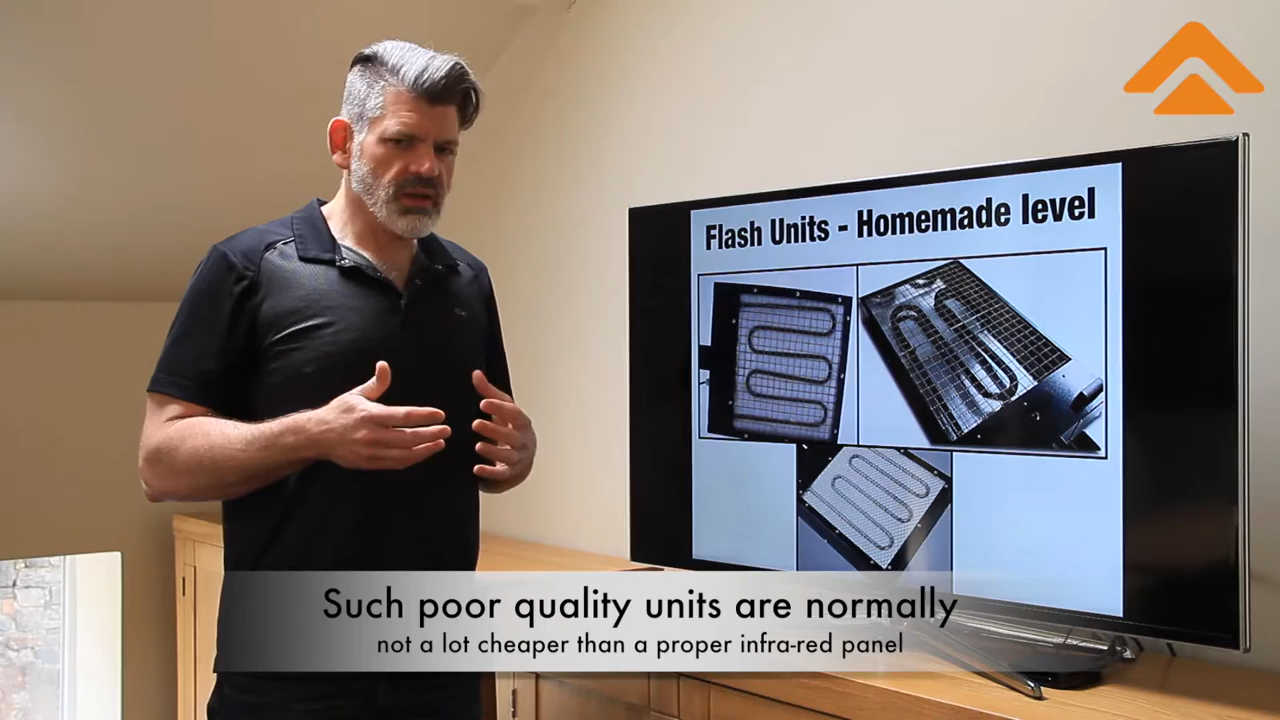 Flash Units - Homemade level
Such poor quality units are normally
not a lot cheaper than a proper infra-red panel